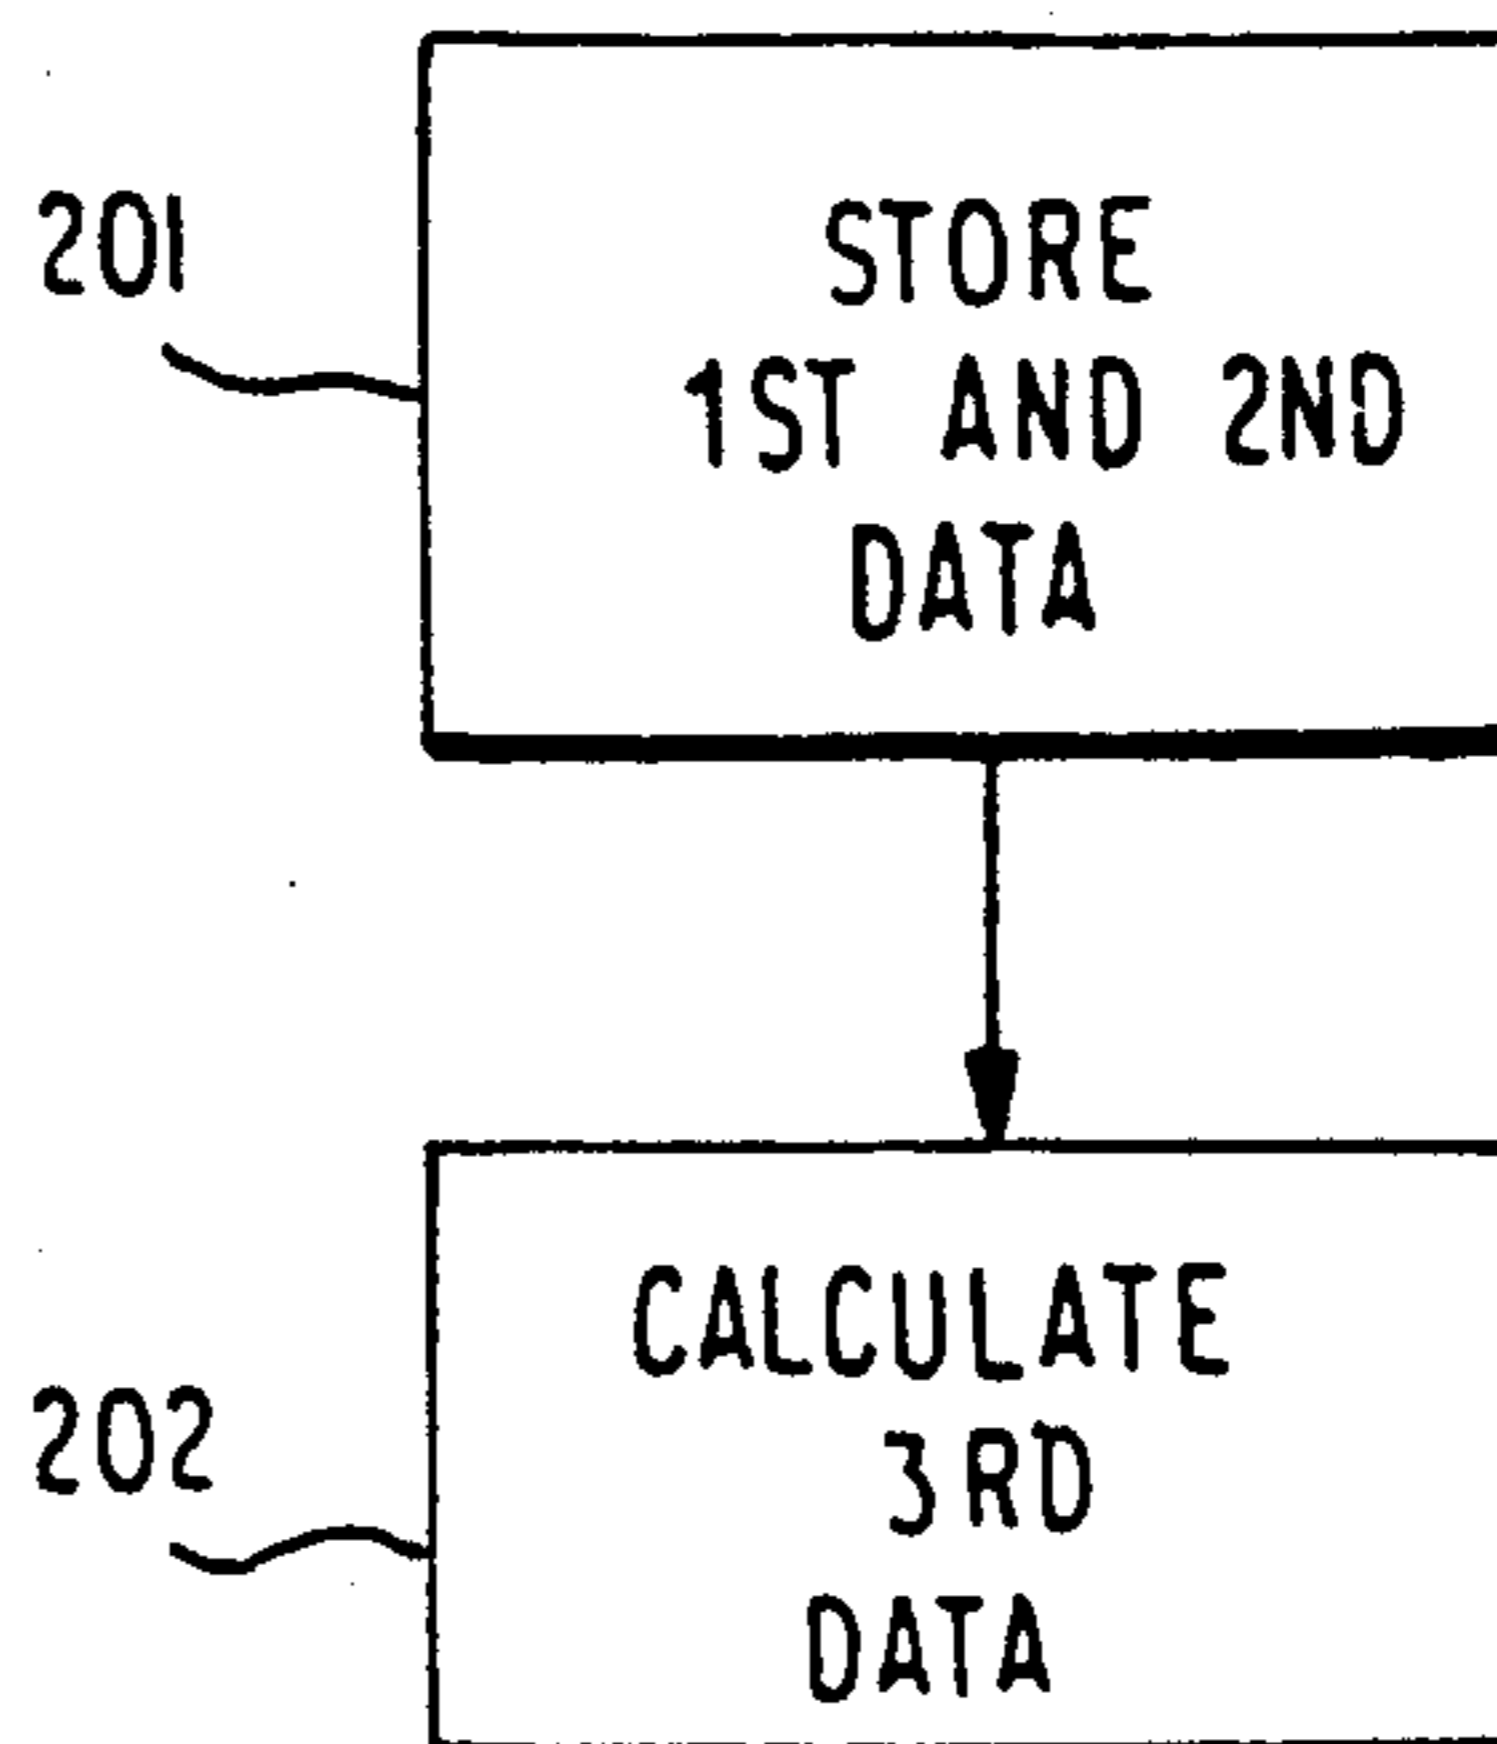 201
STORE
1ST AND 2ND
DATA
CALCULATE
3RD
DATA
202